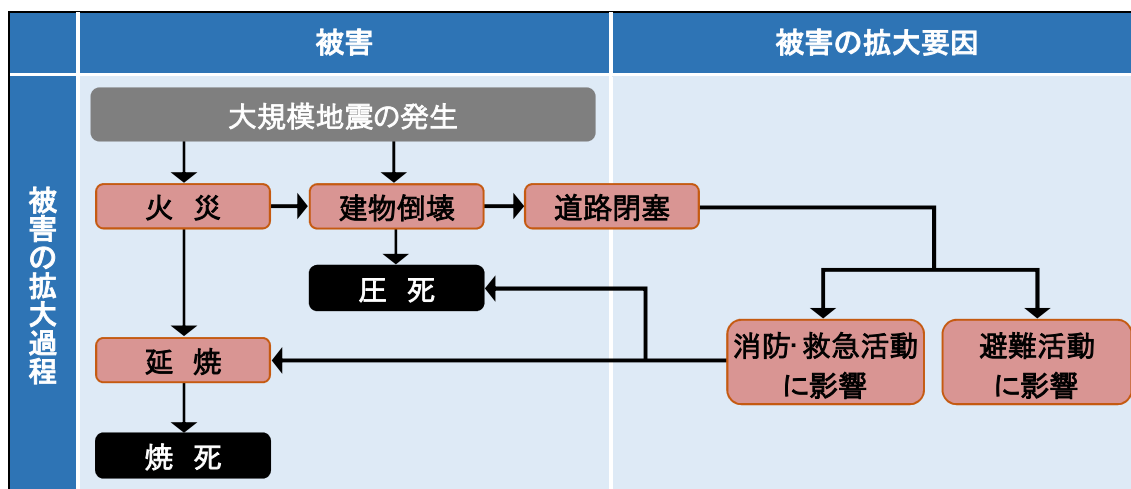 被害
被害の拡大要因
被害の拡大過程
大規模地震の発生
火 災
建物倒壊
道路閉塞
圧 死
延 焼
消防・救急活動
に影響
避難活動
に影響
焼 死